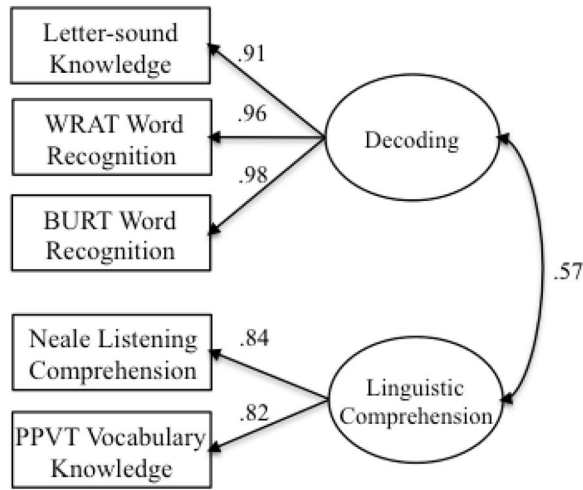 Letter-sound
Knowledge
.91
WRAT Word
Recognition
.96
Decoding
BURT Word
Recognition
.98
.57
Neale Listening
Comprehension
.84
Linguistic
Comprehension
PPVT Vocabulary
Knowledge
.82